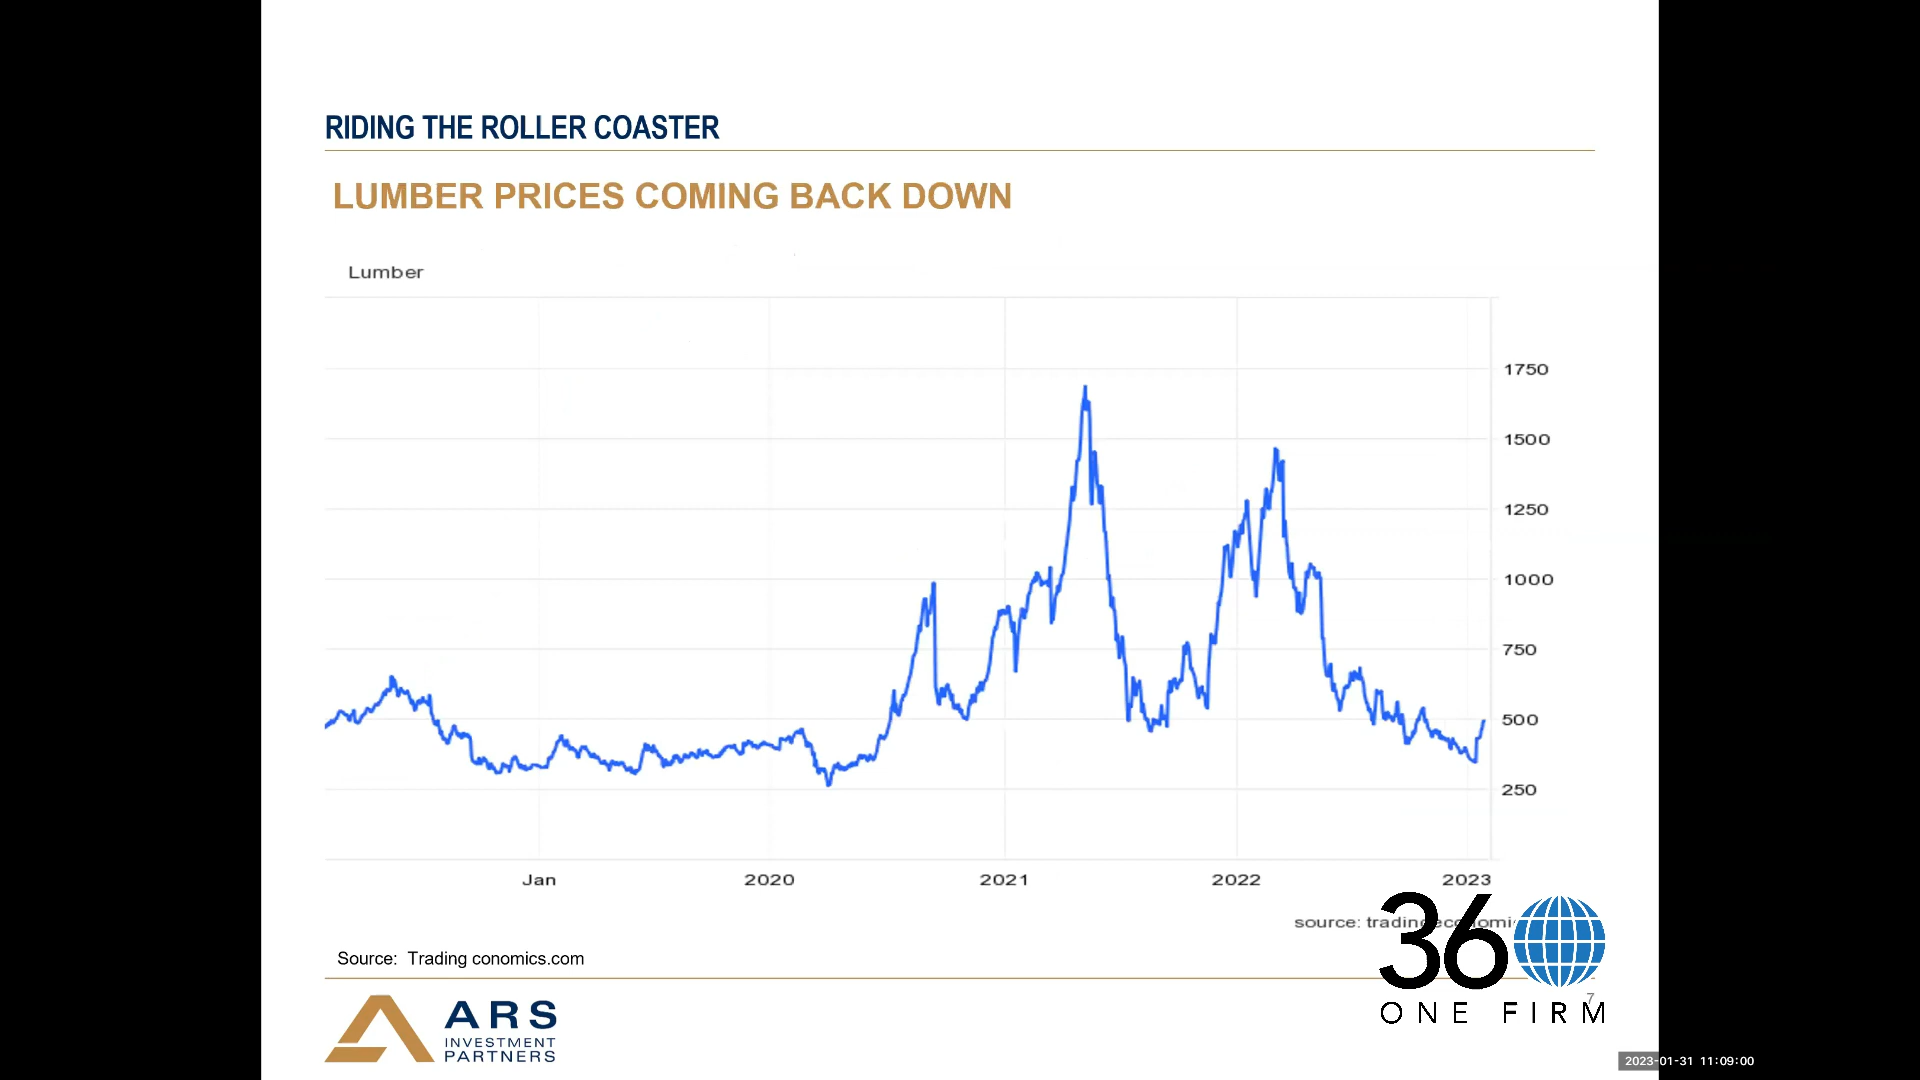 RIDING THE ROLLER COASTER
LUMBER PRICES COMING BACK DOWN
Lumber
1750
1500
1250
1000
750
500
250
Jan 2020 2021 2022 2023
source: trading
Source: Trading conomics.com
36
ONE FIRM
7
ARS
INVESTMENT
PARTNERS
2023-01-31 11:09:00